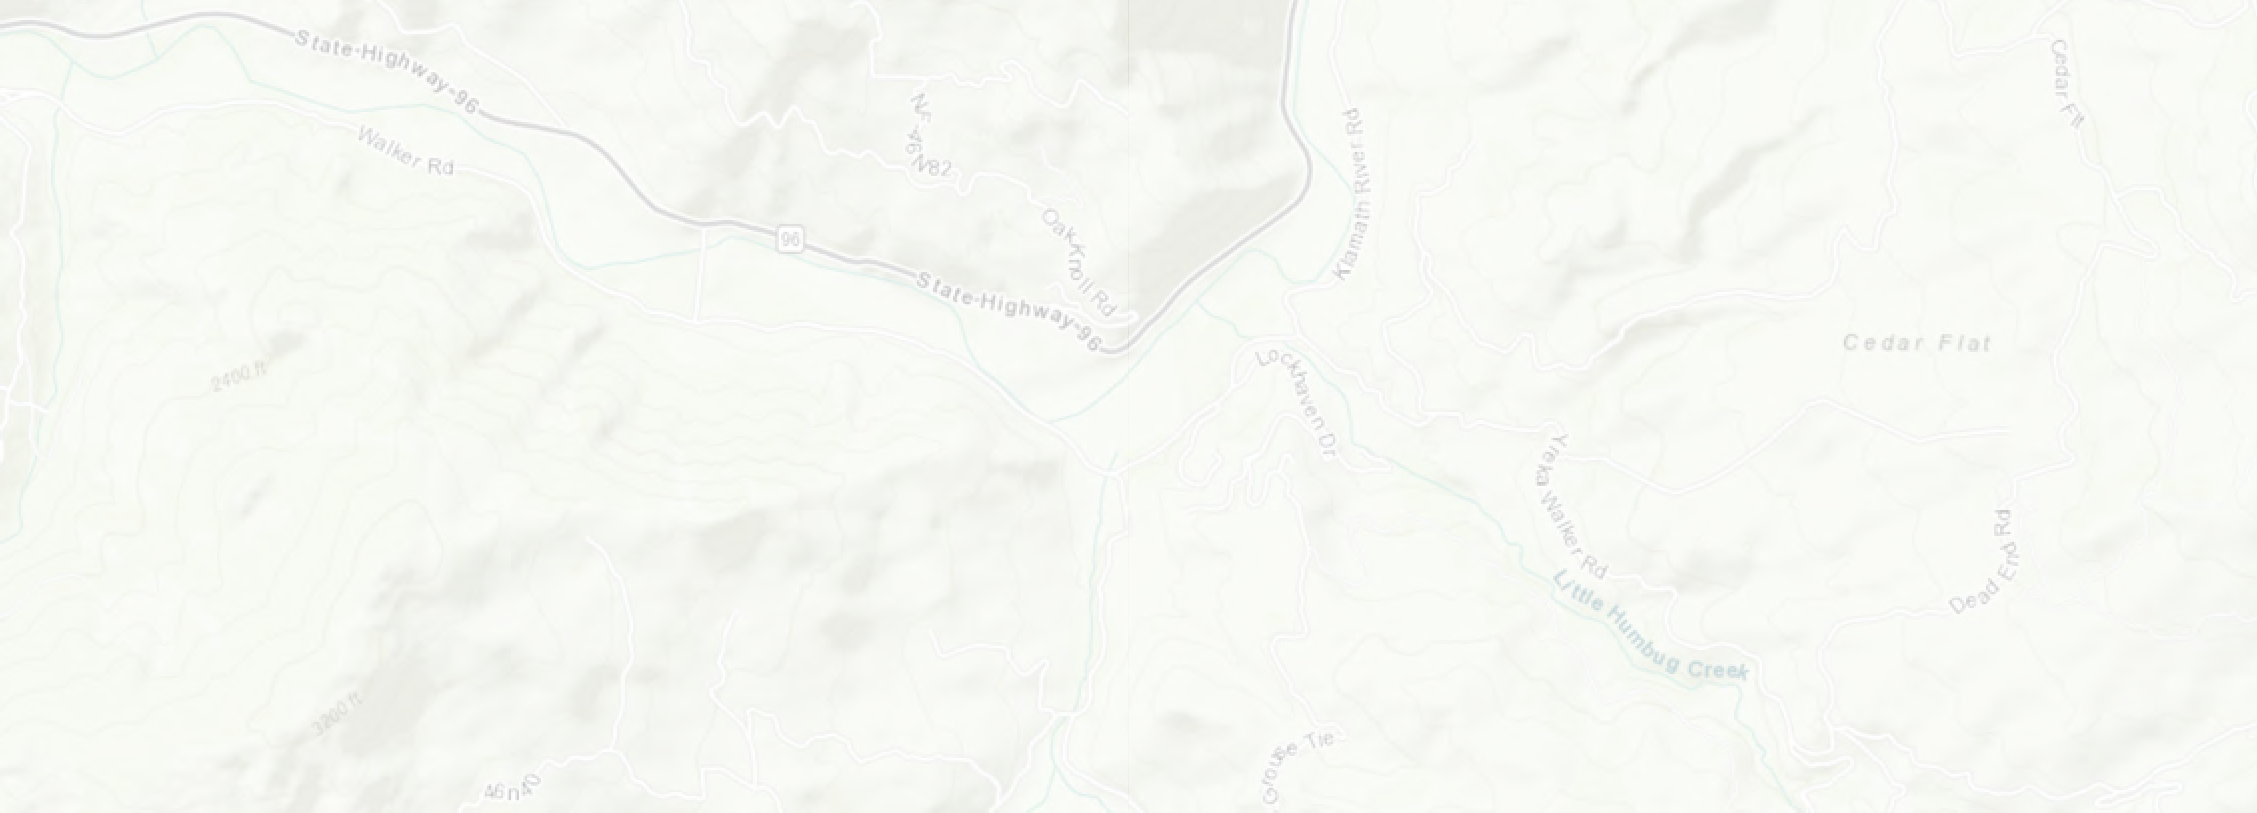 State-Highway-96
Walker Rd
NF-46N82
Cedar Flt
Klamath River Rd
Oak Knoll Rd
96
State-Highway-96
Cedar Flat
Lockhaven Dr
2400 ft
Yreka Walker Rd
Dead End Rd
Little Humbug Creek
3200 ft
Grouse Tie
46n40